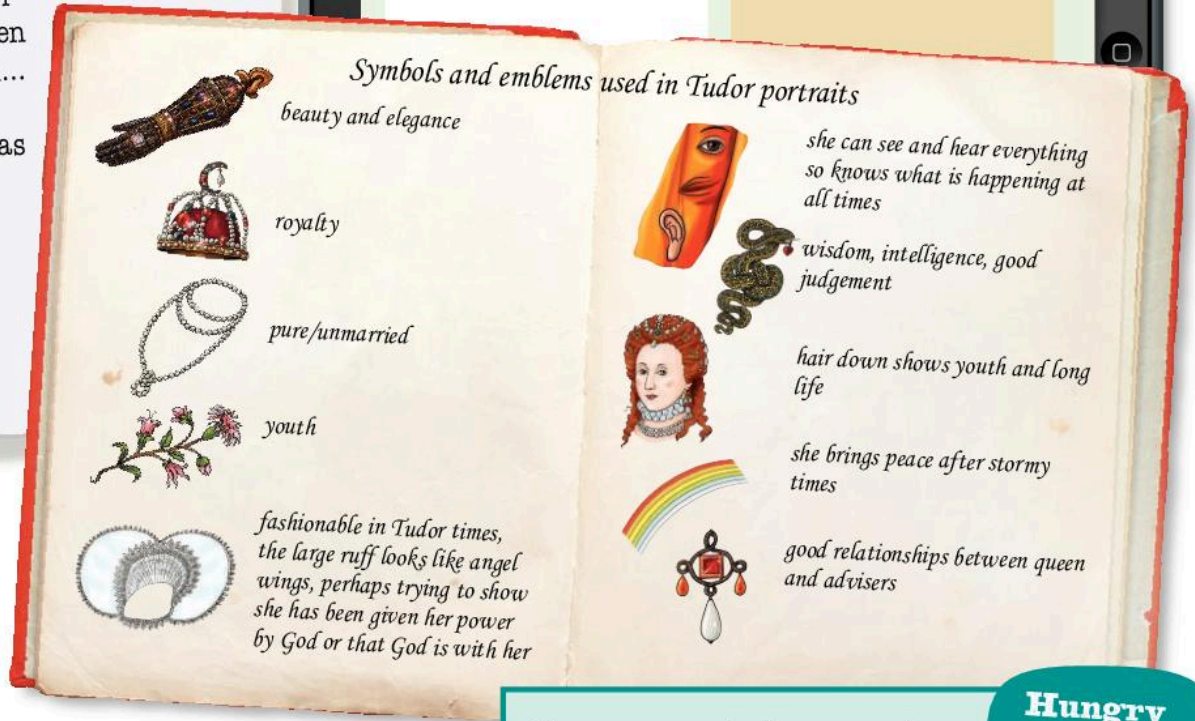 en
...
as
Symbols and emblems used in Tudor portraits
beauty and elegance
royalty
pure/unmarried
youth
fashionable in Tudor times,
the large ruff looks like angel
wings, perhaps trying to show
she has been given her power
by God or that God is with her
she can see and hear everything
so knows what is happening at
all times
wisdom, intelligence, good
judgement
hair down shows youth and long
life
she brings peace after stormy
times
good relationships between queen
and advisers
Hungry